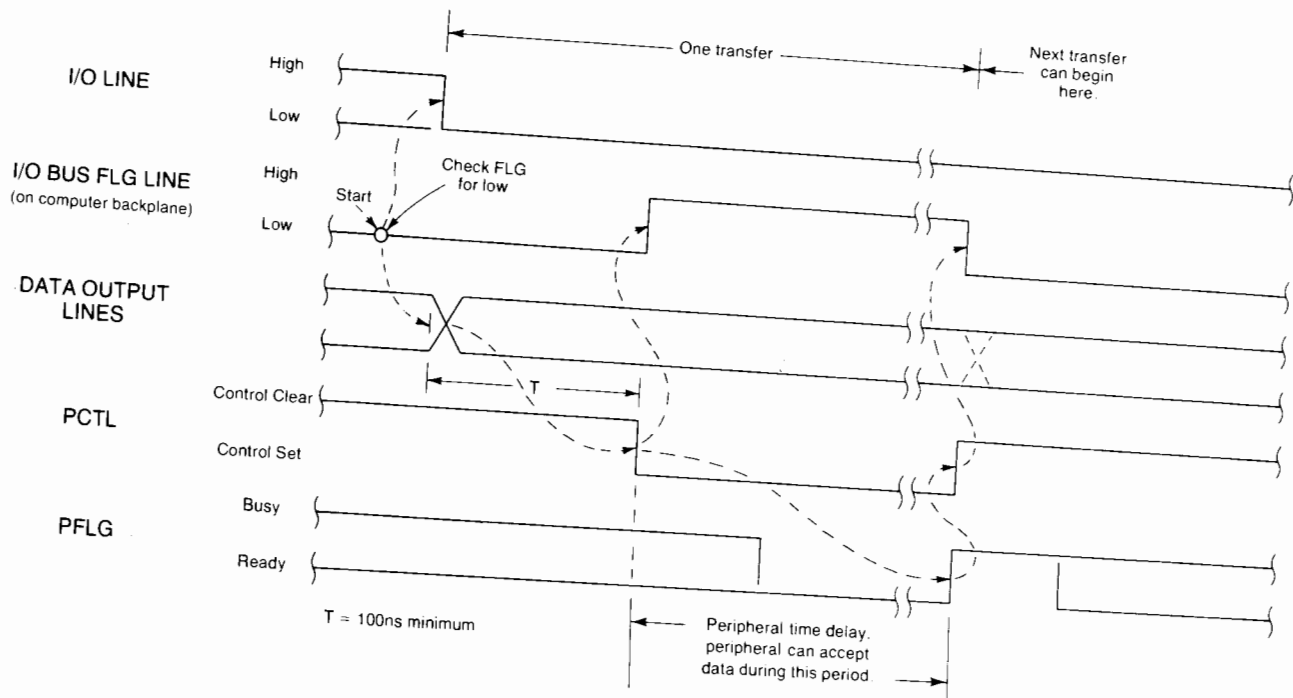 One transfer
Next transfer
can begin
here.
I/O LINE
High
Low
I/O BUS FLG LINE
(on computer backplane)
High
Low
Start
Check FLG
for low
DATA OUTPUT
LINES
T
PCTL
Control Clear
Control Set
PFLG
Busy
Ready
T = 100ns minimum
Peripheral time delay.
peripheral can accept
data during this period.